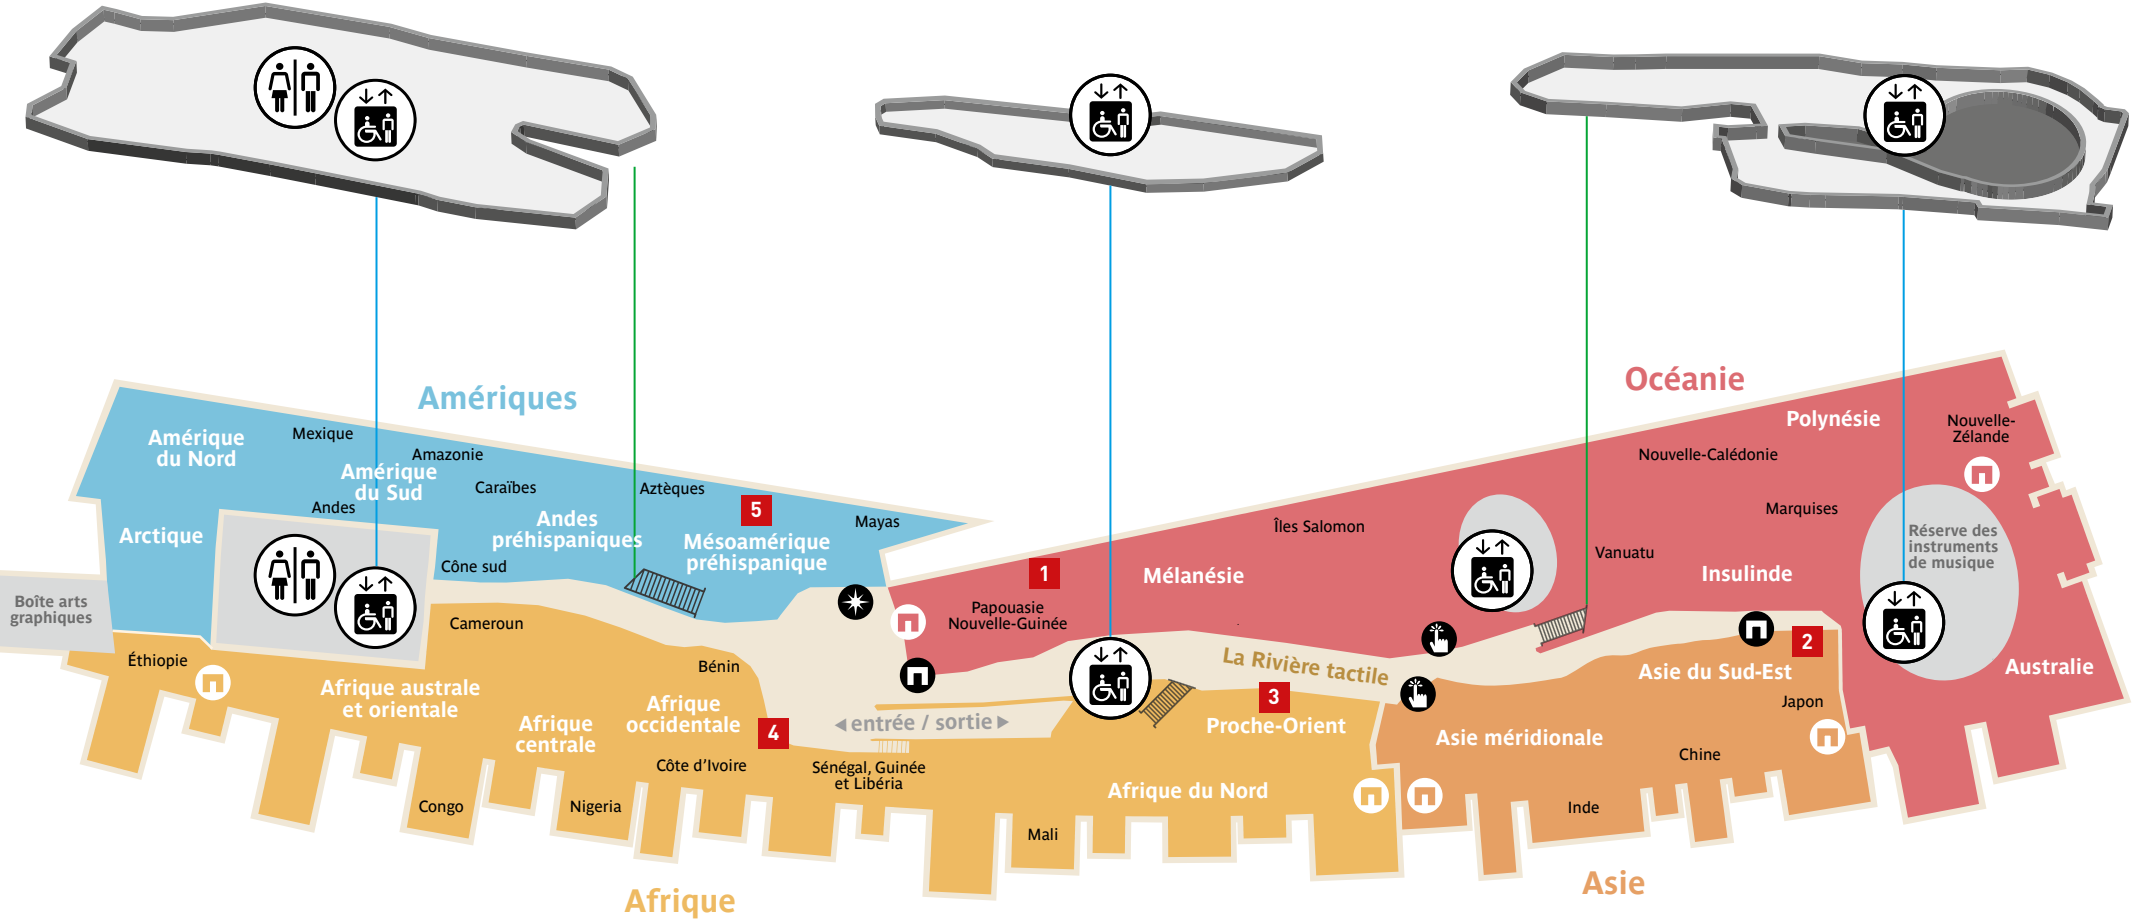 Amériques
Amérique
du Nord
Mexique
Amazonie
Amérique
du Sud
Caraïbes
Andes
Arctique
Andes
préhispaniques
Aztèques
5
Mésoamérique
préhispanique
Mayas
Cône sud
Boîte arts
graphiques
Océanie
Polynésie
Nouvelle-
Zélande
Nouvelle-Calédonie
Marquises
Îles Salomon
Vanuatu
Réserve des
instruments
de musique
1
Mélanésie
Insulinde
Papouasie
Nouvelle-Guinée
Australie
La Rivière tactile
entrée / sortie
Éthiopie
Cameroun
Bénin
Afrique australe
et orientale
Afrique
centrale
Afrique
occidentale
4
Côte d'Ivoire
Sénégal, Guinée
et Libéria
Congo
Nigeria
Mali
3
Proche-Orient
Afrique du Nord
Afrique
2
Asie du Sud-Est
Japon
Asie méridionale
Chine
Inde
Asie